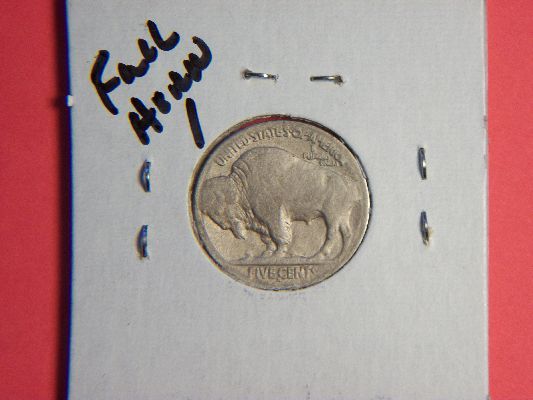 FULL
HORN
UNITED STATES OF AMERICA
E PLURIBUS
UNUM
FIVE CENTS